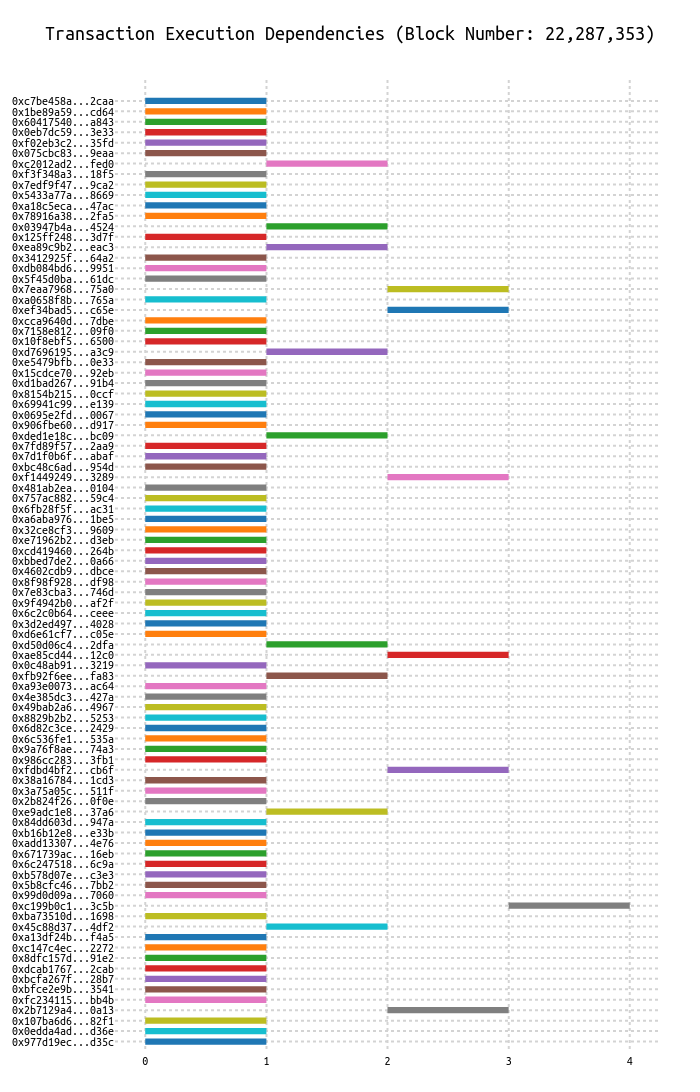 Transaction Execution Dependencies (Block Number: 22,287,353)
0xc7be458a...2caa
0x1be89a59...cd64
0x60417540...a843
0x0eb7dc59...3e33
0xf02eb3c2...35fd
0x075cbc83...9eaa
0xc2012ad2...fed0
0xf3f348a3...18f5
0x7edf9f47...9ca2
0x5433a77a...8669
0xa18c5eca...47ac
0x78916a38...2fa5
0x03947b4a...4524
0x125ff248...3d7f
0xea89c9b2...eac3
0x3412925f...64a2
0xdb084bd6...9951
0x5f45d0ba...61dc
0x7eaa7968...75a0
0xa0658f8b...765a
0xef34bad5...c65e
0xcca9640d...7dbe
0x7158e812...09f0
0x10f8ebf5...6500
0xd7696195...a3c9
0xe5479bfb...0e33
0x15cdce70...92eb
0xd1bad267...91b4
0x8154b215...0ccf
0x69941c99...e139
0x0695e2fd...0067
0x906fbe60...d917
0xded1e18c...bc09
0x7fd89f57...2aa9
0x7d1f0b6f...abaf
0xbc48c6ad...954d
0xf1449249...3289
0x481ab2ea...0104
0x757ac882...59c4
0x6fb28f5f...ac31
0xa6aba976...1be5
0x32ce8cf3...9609
0xe71962b2...d3eb
0xcd419460...264b
0xbbed7de2...0a66
0x4602cdb9...dbce
0x8f98f928...df98
0x7e83cba3...746d
0x9f4942b0...af2f
0x6c2c0b64...ceee
0x3d2ed497...4028
0xd6e61cf7...c05e
0xd50d06c4...2dfa
0xae85cd44...12c0
0x0c48ab91...3219
0xfb92f6ee...fa83
0xa93e0073...ac64
0x4e385dc3...427a
0x49bab2a6...4967
0x8829b2b2...5253
0x6d82c3ce...2429
0x6c536fe1...535a
0x9a76f8ae...74a3
0x986cc283...3fb1
0xfdbd4bf2...cb6f
0x38a16784...1cd3
0x3a75a05c...511f
0x2b824f26...0f0e
0xe9adc1e8...37a6
0x84dd603d...947a
0xb16b12e8...e33b
0xadd13307...4e76
0x671739ac...16eb
0x6c247518...6c9a
0xb578d07e...c3e3
0x5b8cfc46...7bb2
0x99d0d09a...7060
0xc199b0c1...3c5b
0xba73510d...1698
0x45c88d37...4df2
0xa13df24b...f4a5
0xc147c4ec...2272
0x8dfc157d...91e2
0xdcab1767...2cab
0xbcfa267f...28b7
0xbfce2e9b...3541
0xfc234115...bb4b
0x2b7129a4...0a13
0x107ba6d6...82f1
0x0edda4ad...d36e
0x977d19ec...d35c
0 1 2 3 4